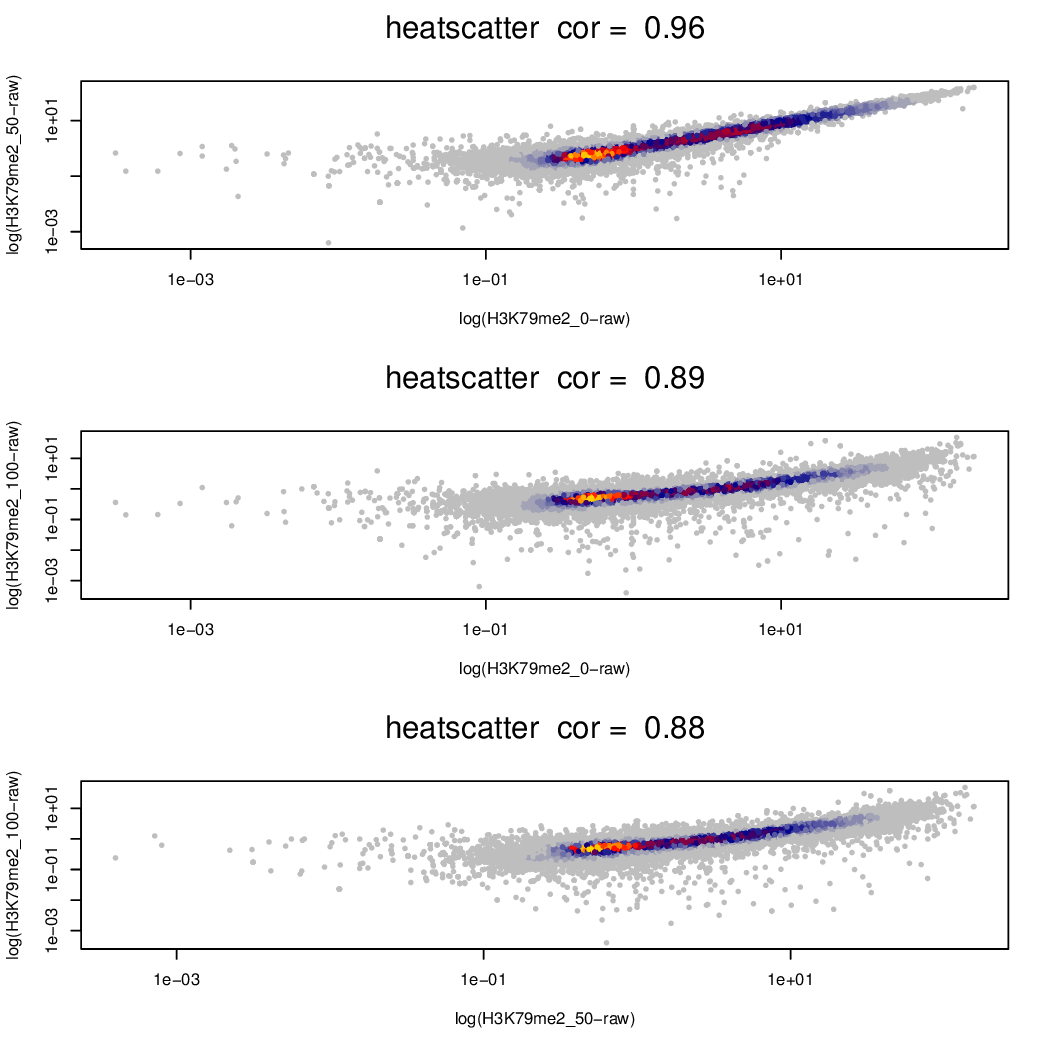 heatscatter cor = 0.96
log(H3K79me2_50−raw)
1e+01
1e−03
1e−03 1e−01 1e+01
log(H3K79me2_0−raw)
heatscatter cor = 0.89
log(H3K79me2_100−raw)
1e+01
1e−01
1e−03
1e−03 1e−01 1e+01
log(H3K79me2_0−raw)
heatscatter cor = 0.88
log(H3K79me2_100−raw)
1e+01
1e−01
1e−03
1e−03 1e−01 1e+01
log(H3K79me2_50−raw)